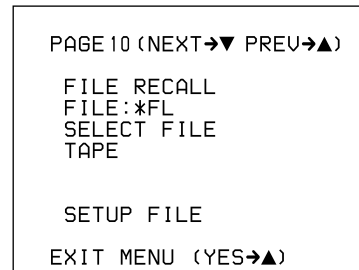 PAGE 10 (NEXT➔▼ PREV➔▲)
FILE RECALL
FILE:*FL
SELECT FILE
TAPE
SETUP FILE
EXIT MENU (YES➔▲)